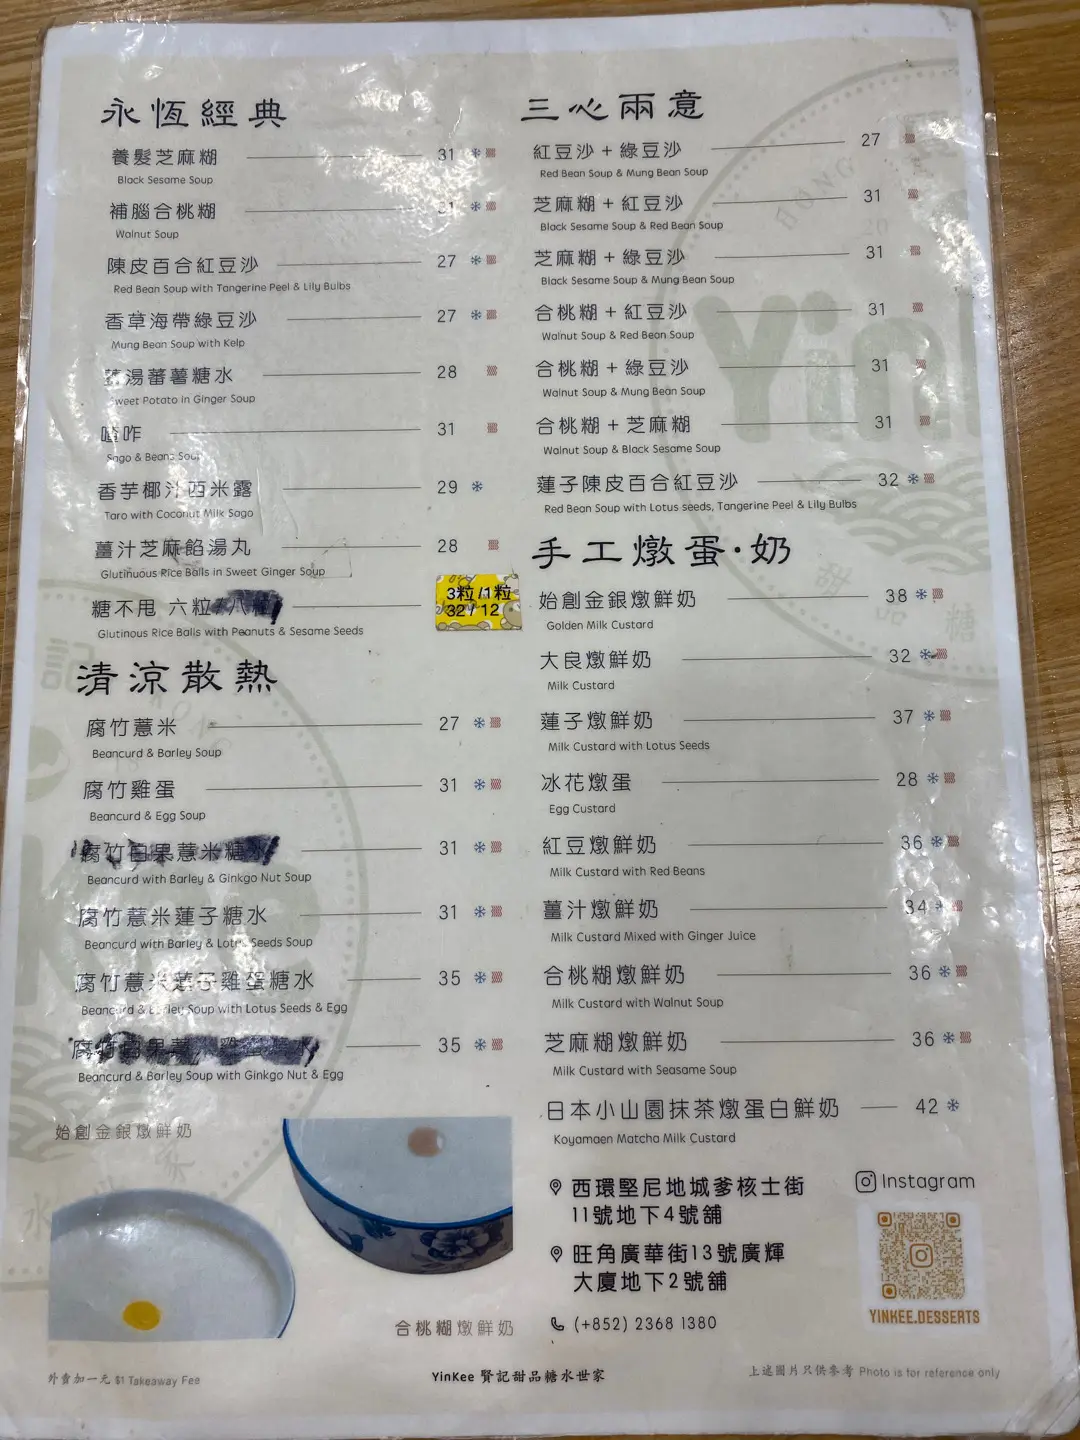 永恆經典
養髮芝麻糊 31
Black Sesame Soup
補腦合桃糊
Walnut Soup
陳皮百合紅豆沙 27
Red Bean Soup with Tangerine Peel & Lily Bulbs
香草海帶綠豆沙 27
Mung Bean Soup with Kelp
薑湯蕃薯糖水 28
Sweet Potato in Ginger Soup
喳咋 31
Sago & Beans Soup
香芋椰汁西米露 29
Taro with Coconut Milk Sago
薑汁芝麻餡湯丸 28
Glutinuous Rice Balls in Sweet Ginger Soup
糖不甩 六粒
3粒/1粒
32/12
Glutinous Rice Balls with Peanuts & Sesame Seeds
清涼散熱
腐竹薏米 27
Beancurd & Barley Soup
腐竹雞蛋 31
Beancurd & Egg Soup
腐竹白果薏米糖水 31
Beancurd with Barley & Ginkgo Nut Soup
腐竹薏米蓮子糖水 31
Beancurd with Barley & Lotus Seeds Soup
腐竹薏米蓮子雞蛋糖水 35
Beancurd & Barley Soup with Lotus Seeds & Egg
35
Beancurd & Barley Soup with Ginkgo Nut & Egg
始創金銀燉鮮奶
合桃糊燉鮮奶
三心兩意
紅豆沙 + 綠豆沙 27
Red Bean Soup & Mung Bean Soup
芝麻糊 + 紅豆沙 31
Black Sesame Soup & Red Bean Soup
芝麻糊 + 綠豆沙 31
Black Sesame Soup & Mung Bean Soup
合桃糊 + 紅豆沙 31
Walnut Soup & Red Bean Soup
合桃糊 + 綠豆沙 31
Walnut Soup & Mung Bean Soup
合桃糊 + 芝麻糊 31
Walnut Soup & Black Sesame Soup
蓮子陳皮百合紅豆沙 32
Red Bean Soup with Lotus seeds, Tangerine Peel & Lily Bulbs
手工燉蛋·奶
始創金銀燉鮮奶 38
Golden Milk Custard
大良燉鮮奶 32
Milk Custard
蓮子燉鮮奶 37
Milk Custard with Lotus Seeds
冰花燉蛋 28
Egg Custard
紅豆燉鮮奶 36
Milk Custard with Red Beans
薑汁燉鮮奶 34
Milk Custard Mixed with Ginger Juice
合桃糊燉鮮奶 36
Milk Custard with Walnut Soup
芝麻糊燉鮮奶 36
Milk Custard with Seasame Soup
日本小山園抹茶燉蛋白鮮奶 42
Koyamaen Matcha Milk Custard
西環堅尼地城爹核士街
11號地下4號舖
旺角廣華街13號廣輝
大廈地下2號舖
(+852) 2368 1380
Instagram
YINKEE.DESSERTS
外賣加一元 $1 Takeaway Fee
YinKee 賢記甜品糖水世家
上述圖片只供參考 Photo is for reference only